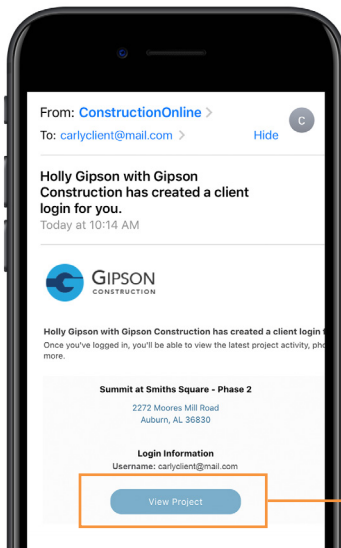 From: ConstructionOnline >
C
To: carlyclient@mail.com >
Hide
Holly Gipson with Gipson
Construction has created a client
login for you.
Today at 10:14 AM
GIPSON
CONSTRUCTION
Holly Gipson with Gipson Construction has created a client login
Once you've logged in, you'll be able to view the latest project activity,
more.
Summit at Smiths Square - Phase 2
2272 Moores Mill Road
Auburn, AL 36830
Login Information
Username: carlyclient@mail.com
View Project